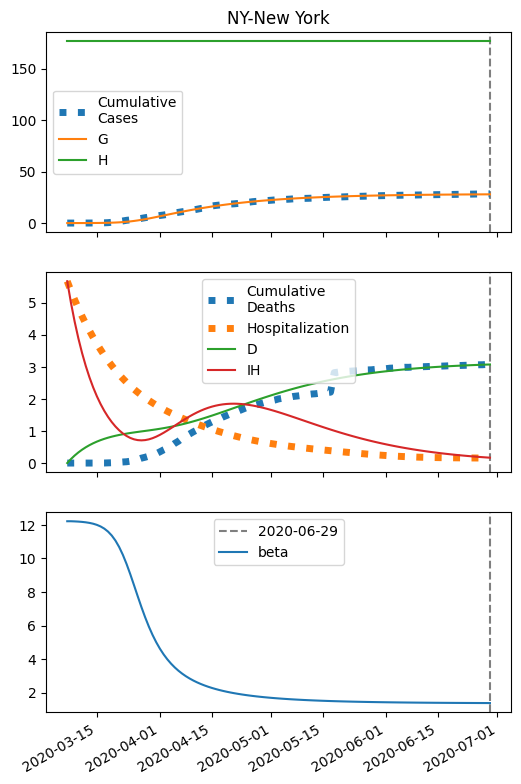 NY-New York
150
100
50
0
Cumulative
Cases
G
H
5
4
3
2
1
0
Cumulative
Deaths
Hospitalization
D
IH
12
10
8
6
4
2
2020-06-29
beta
2020-03-15
2020-04-01
2020-04-15
2020-05-01
2020-05-15
2020-06-01
2020-06-15
2020-07-01